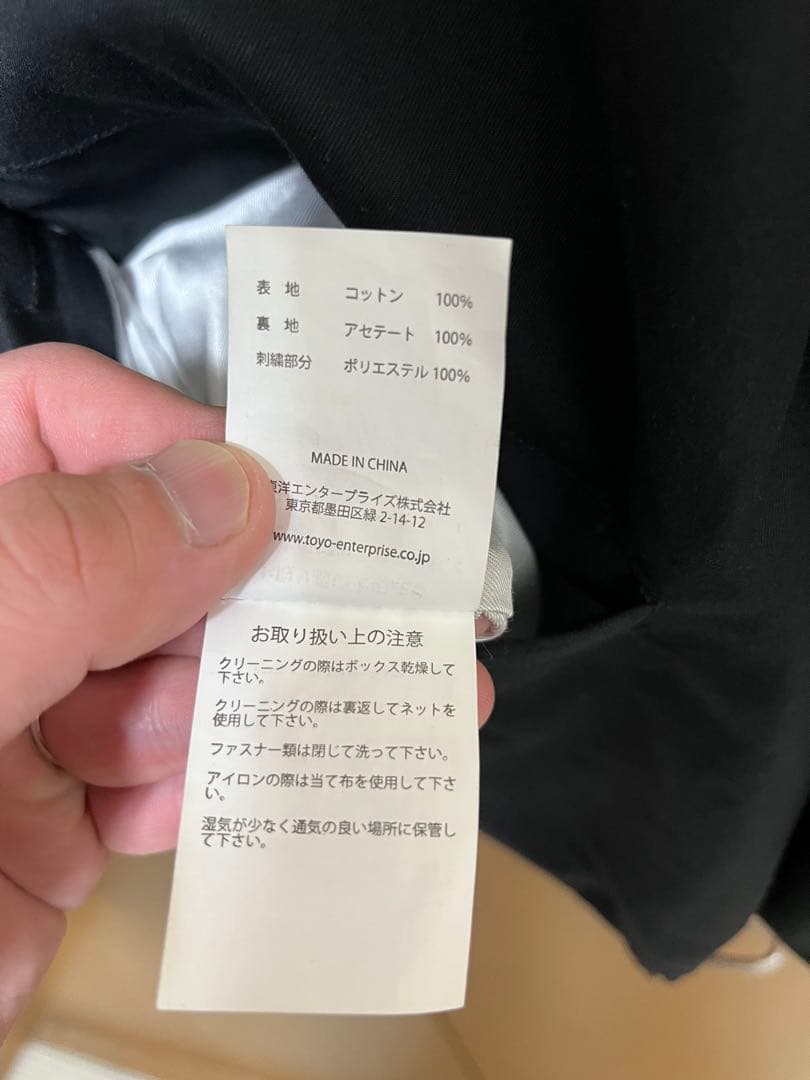 表 地 コットン 100%
裏 地 アセテート 100%
刺繍部分 ポリエステル 100%
MADE IN CHINA
東洋エンタープライズ株式会社
東京都墨田区緑 2-14-12
www.toyo-enterprise.co.jp
お取り扱い上の注意
クリーニングの際はボックス乾燥して
下さい。
クリーニングの際は裏返してネットを
使用して下さい。
ファスナー類は閉じて洗って下さい。
アイロンの際は当て布を使用して下さ
い。
湿気が少なく通気の良い場所に保管し
て下さい。